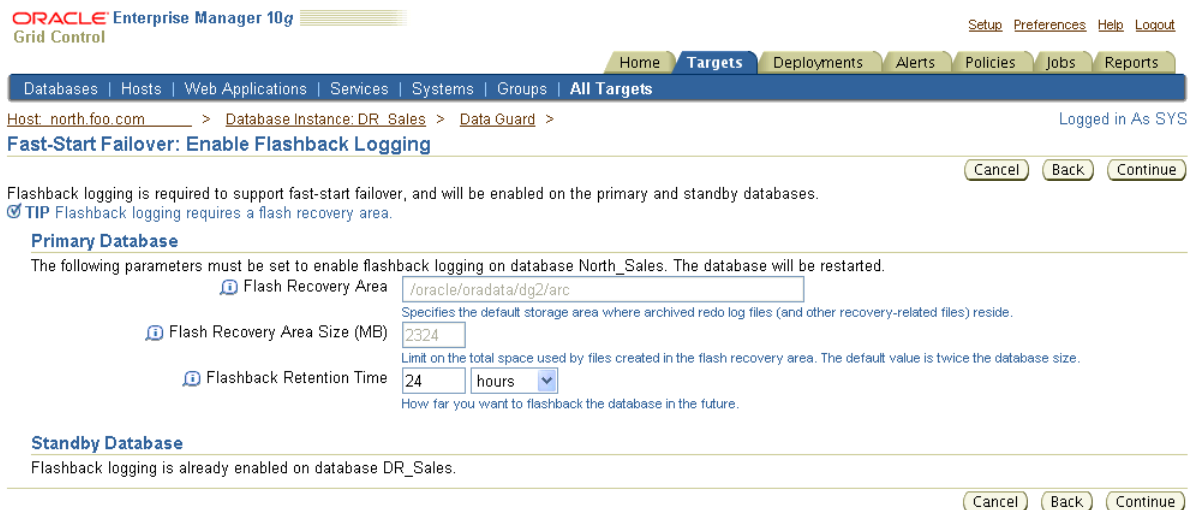 ORACLE Enterprise Manager 10g
Grid Control
Setup Preferences Help Logout
Home Targets Deployments Alerts Policies Jobs Reports
Databases | Hosts | Web Applications | Services | Systems | Groups | All Targets
Host: north.foo.com > Database Instance: DR_Sales > Data Guard >
Logged in As SYS
Fast-Start Failover: Enable Flashback Logging
Cancel Back Continue
Flashback logging is required to support fast-start failover, and will be enabled on the primary and standby databases.
TIP Flashback logging requires a flash recovery area.
Primary Database
The following parameters must be set to enable flashback logging on database North_Sales. The database will be restarted.
Flash Recovery Area /oracle/oradata/dg2/arc
Specifies the default storage area where archived redo log files (and other recovery-related files) reside.
Flash Recovery Area Size (MB) 2324
Limit on the total space used by files created in the flash recovery area. The default value is twice the database size.
Flashback Retention Time 24 hours
How far you want to flashback the database in the future.
Standby Database
Flashback logging is already enabled on database DR_Sales.
Cancel Back Continue